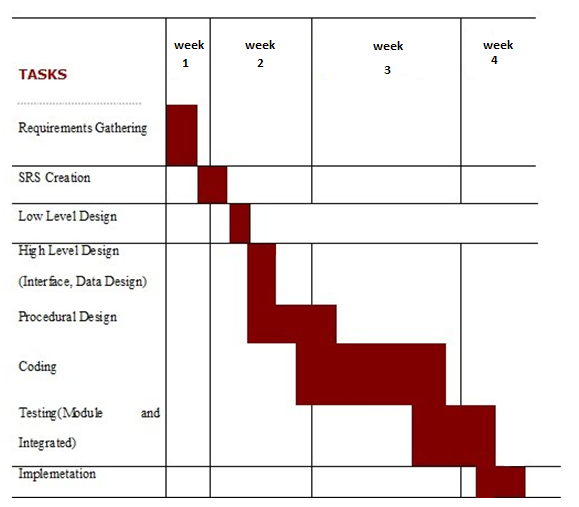 week 1
week 2
week 3
week 4
TASKS
Requirements Gathering
SRS Creation
Low Level Design
High Level Design
(Interface, Data Design)
Procedural Design
Coding
Testing(Module and
Integrated)
Implemetation